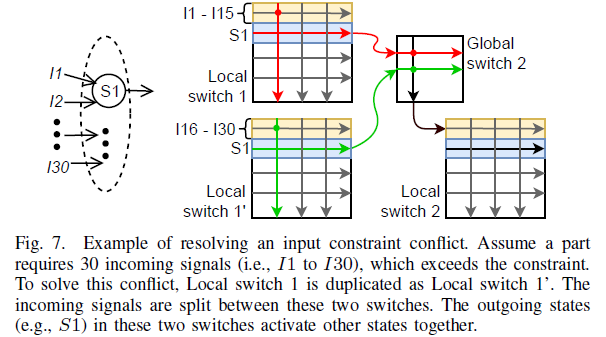 I1
I2
I30
S1
I1 - I15
S1
Local
switch 1
I16 - I30
S1
Local
switch 1'
Global
switch 2
Local
switch 2
Fig. 7. Example of resolving an input constraint conflict. Assume a part
requires 30 incoming signals (i.e., I1 to I30), which exceeds the constraint.
To solve this conflict, Local switch 1 is duplicated as Local switch 1’. The
incoming signals are split between these two switches. The outgoing states
(e.g., S1) in these two switches activate other states together.